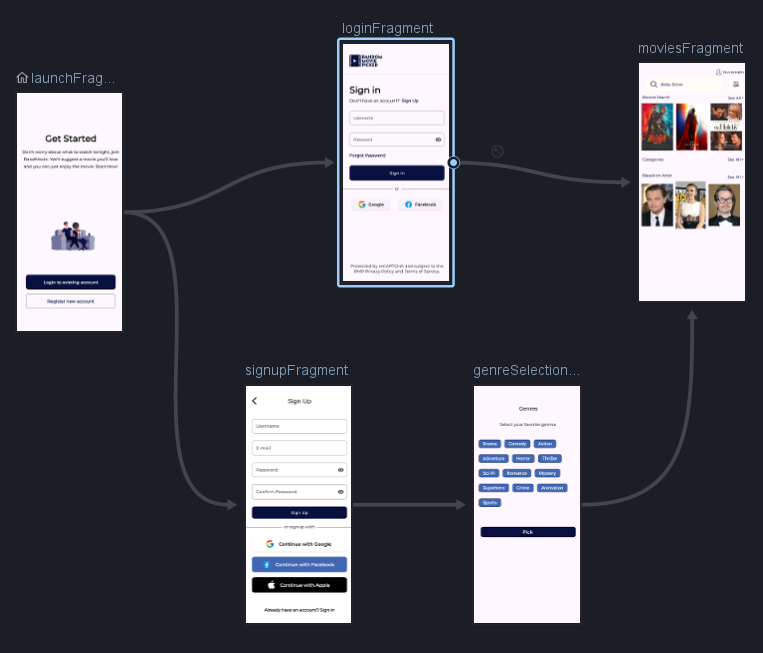 loginFragment
moviesFragment
launchFrag...
RANDOM
MOVIE
PICKER
Sign in
Don't have an account? Sign Up
Username
Password
Forgot Password
Sign in
or
Google
Facebook
Protected by reCAPTCHA and subject to the
Privacy Policy and Terms of Service.
Get Started
Don't worry about what to watch tonight, join
We'll suggest a movie you'll love
and you can just enjoy the movie. Start Now!
Login to existing account
Register new account
Baby Driver
See All
Categories
See All
Based on Actor
See All
signupFragment
genreSelection...
Sign Up
Username
E-mail
Password
Confirm Password
Sign Up
or signup with
Continue with Google
Continue with Facebook
Continue with Apple
Already have an account? Sign in
Genres
Select your favorite genres
Drama
Comedy
Action
Adventure
Horror
Thriller
Sci-Fi
Romance
Mystery
Superhero
Crime
Animation
Sports
Pick